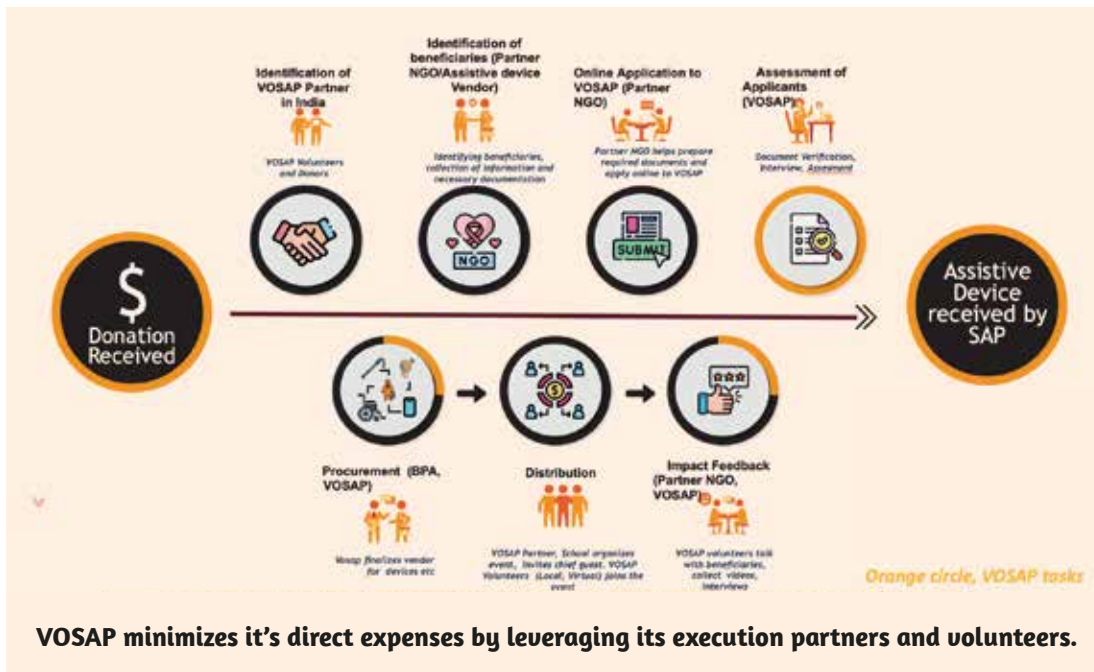 Identification of
VOSAP Partner
in India
VOSAP Volunteers
and Donors
Identification of
beneficiaries (Partner
NGO/Assistive device
Vendor)
Identifying beneficiaries,
collection of information and
necessary documentation
Online Application to
VOSAP (Partner
NGO)
Partner NGO helps prepare
required documents and
apply online to VOSAP
Assessment of
Applicants
(VOSAP)
Document Verification,
Interview, Assesment
NGO
SUBMIT
$
Donation
Received
Assistive
Device
received by
SAP
$
Procurement (BPA,
VOSAP)
Vosap finalizes vendor
for devices etc
Distribution
VOSAP Partner, School organizes
event, invites chief guest. VOSAP
Volunteers (Local, Virtual) joins the
event
Impact Feedback
(Partner NGO,
VOSAP)
VOSAP volunteers talk
with beneficiaries,
collect videos,
interviews
Orange circle, VOSAP tasks
VOSAP minimizes it’s direct expenses by leveraging its execution partners and volunteers.